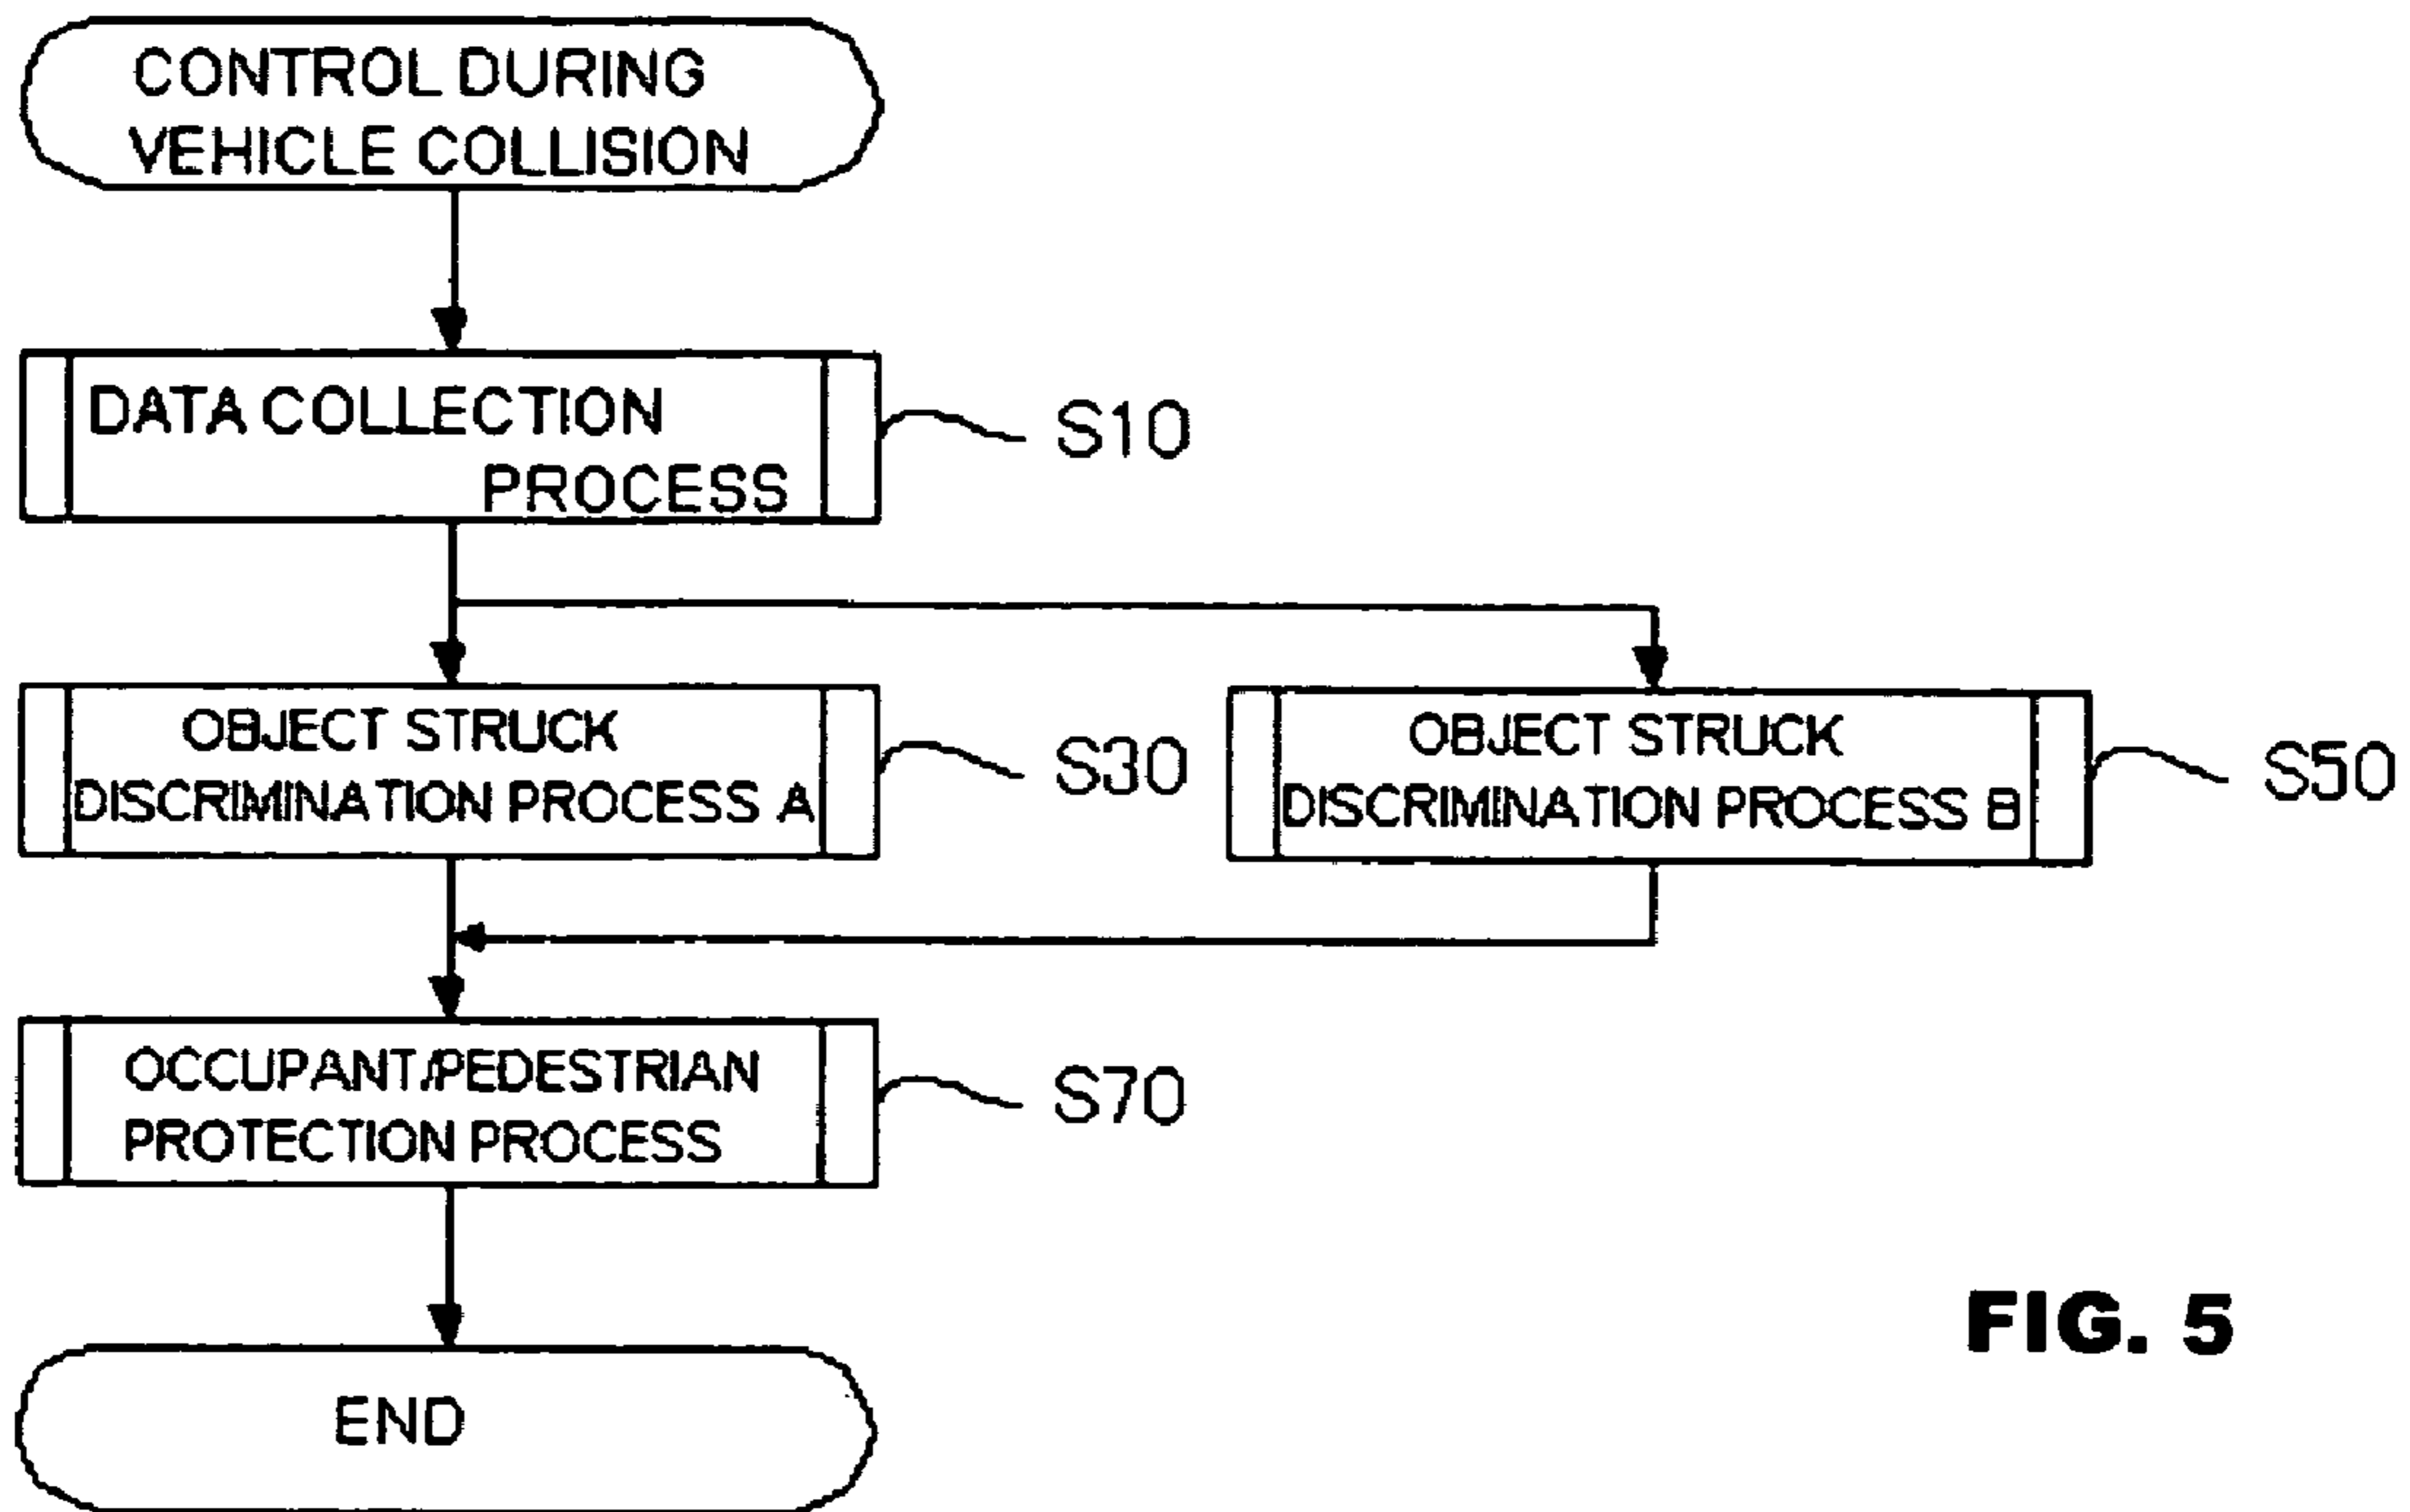 CONTROL DURING
VEHICLE COLLISION
DATA COLLECTION
PROCESS
S10
OBJECT STRUCK
DISCRIMINATION PROCESS A
S30
OBJECT STRUCK
DISCRIMINATION PROCESS B
S50
OCCUPANT/PEDESTRIAN
PROTECTION PROCESS
S70
END
FIG. 5